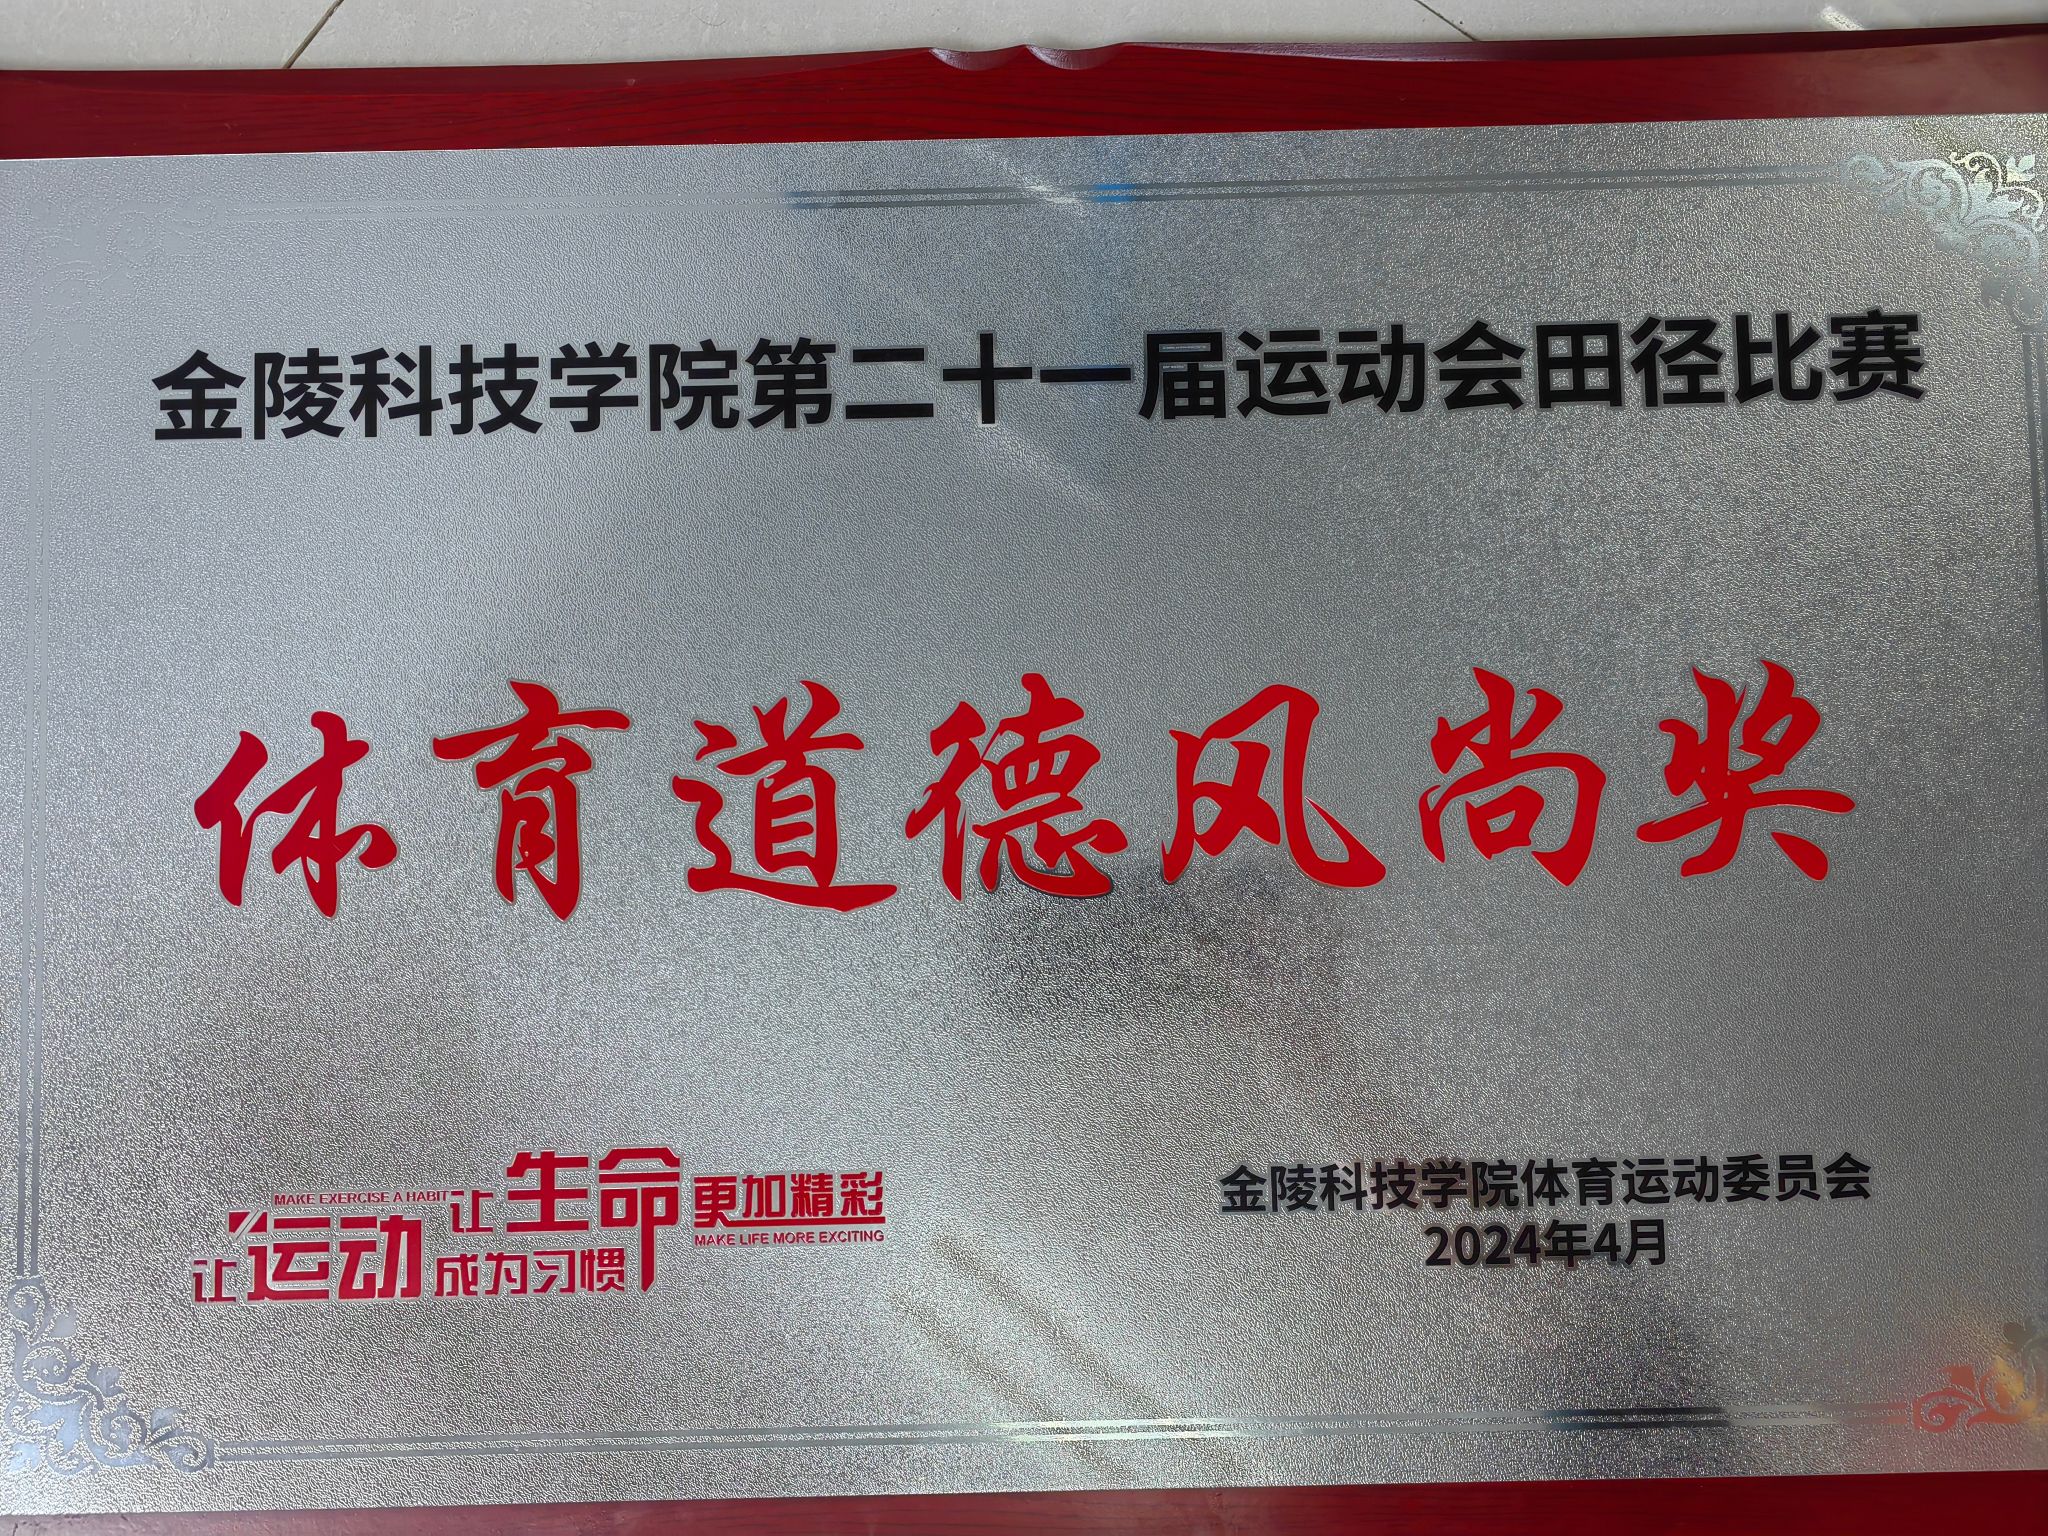 金陵科技学院第二十一届运动会田径比赛
体育道德风尚奖
MAKE EXERCISE A HABIT
让运动成为习惯
让生命更加精彩
MAKE LIFE MORE EXCITING
金陵科技学院体育运动委员会
2024年4月